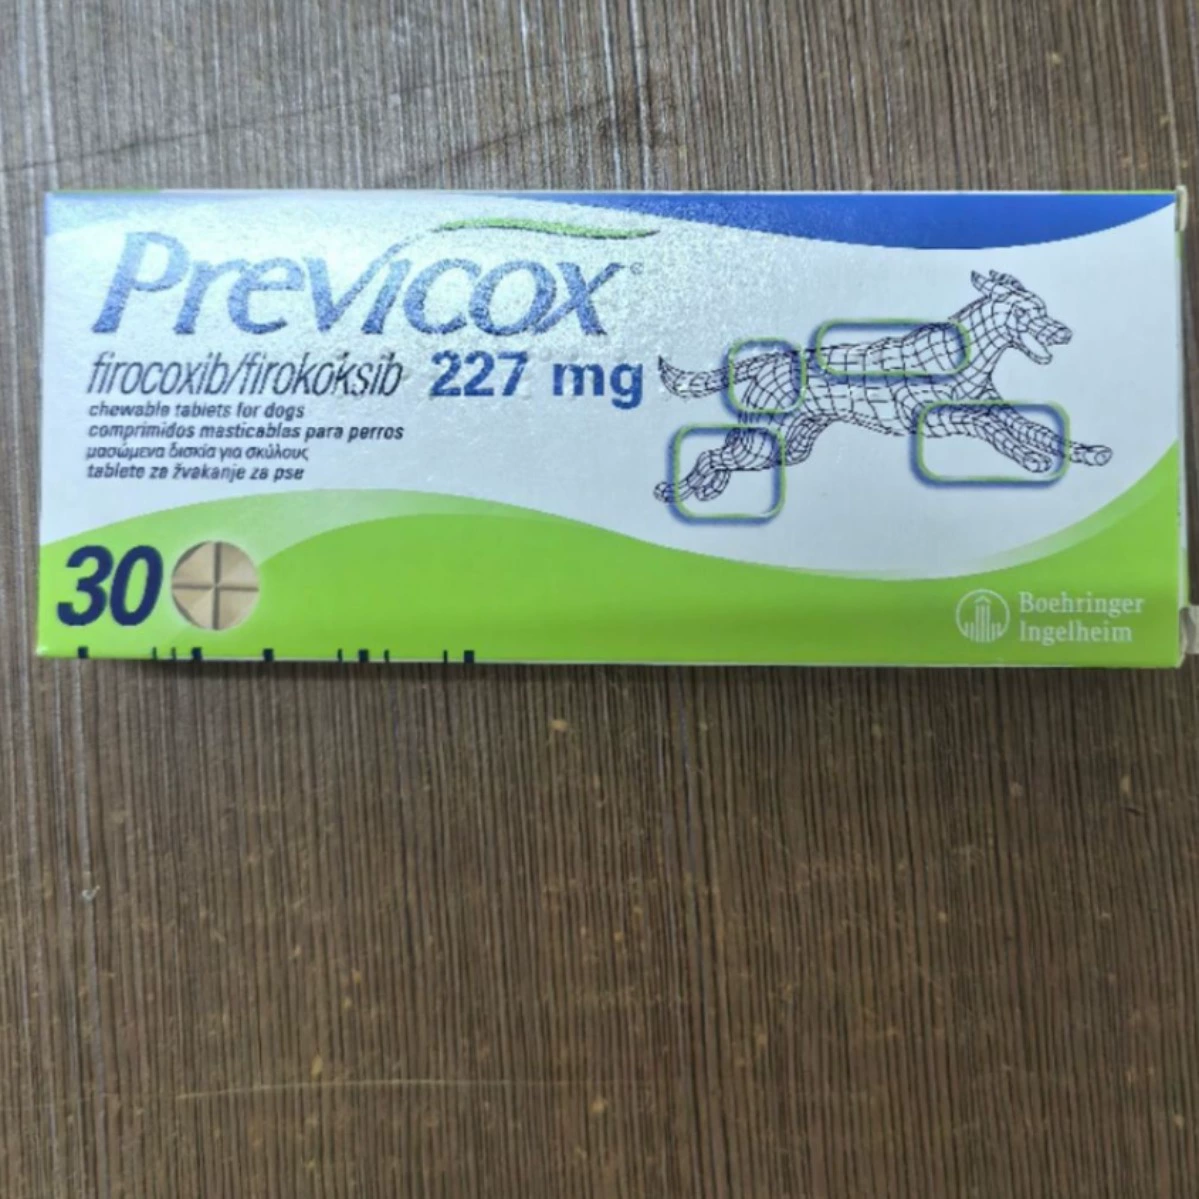 Previcox®
firocoxib/firokoksib 227 mg
chewable tablets for dogs
comprimidos masticables para perros
μασώμενα δισκία για σκύλους
tablete za žvakanje za pse
30
Boehringer
Ingelheim